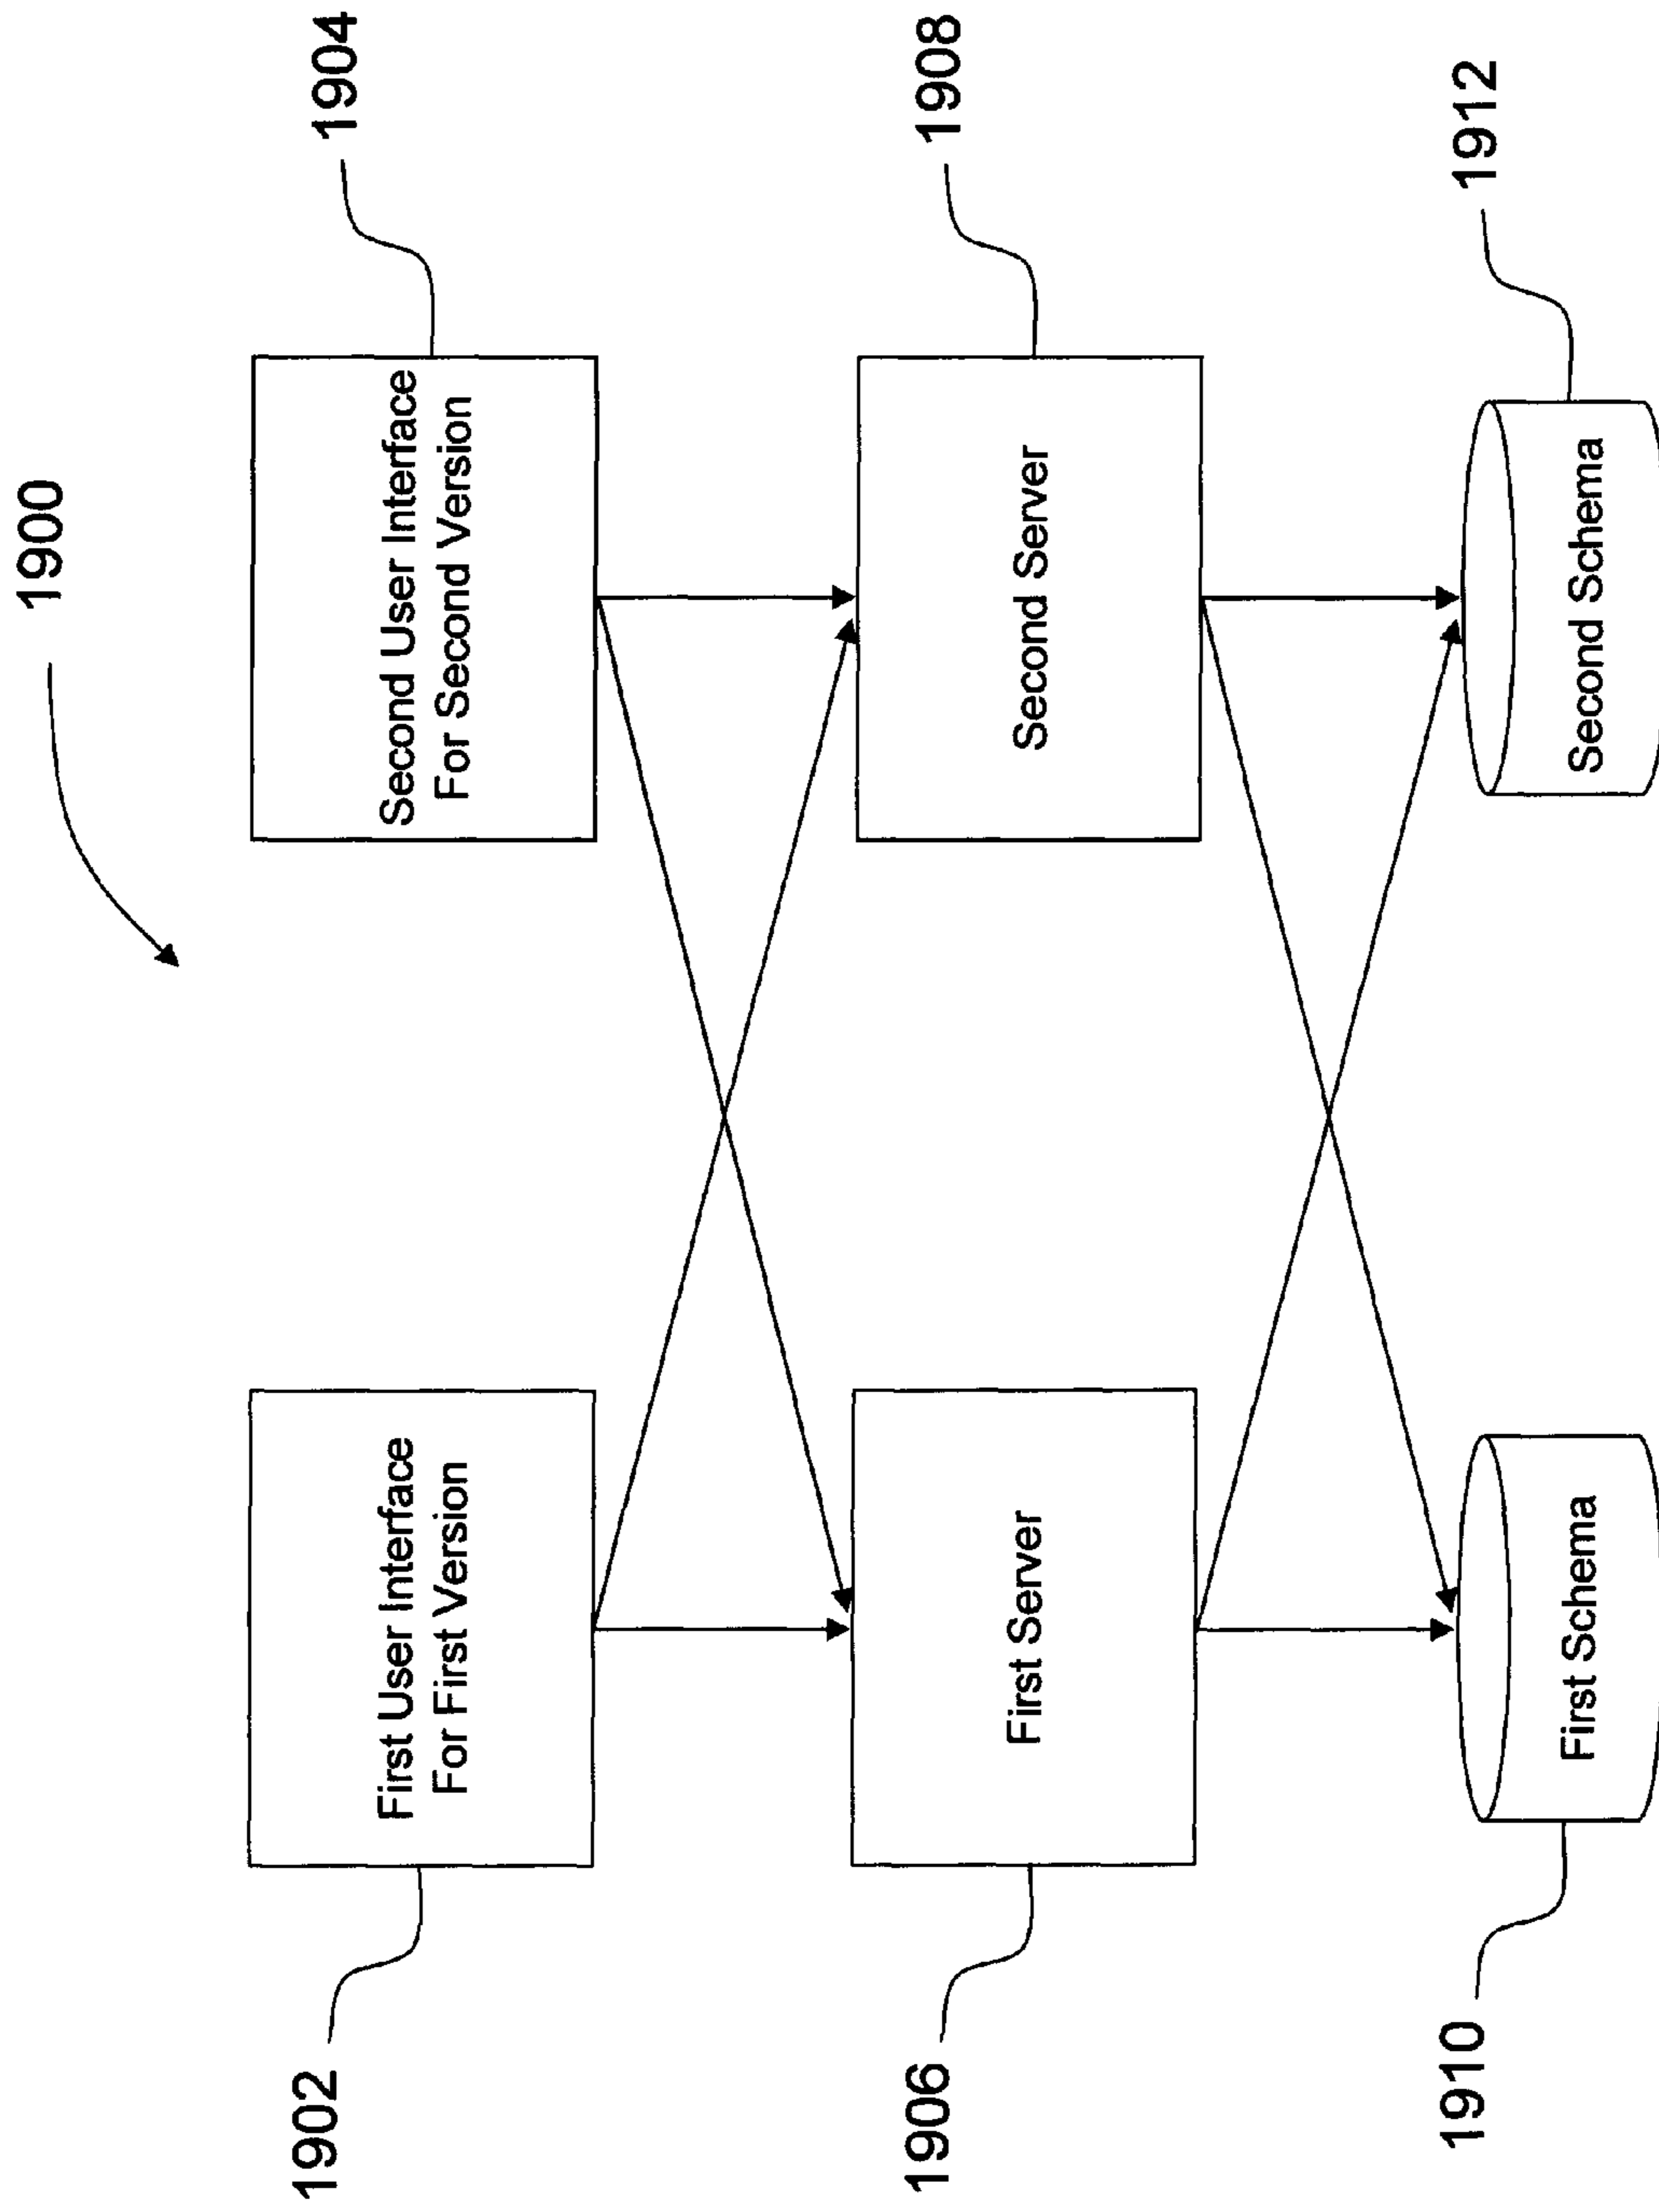 1900
1902
First User Interface
For First Version
Second User Interface
For Second Version
1904
1906
First Server
Second Server
1908
1910
First Schema
Second Schema
1912